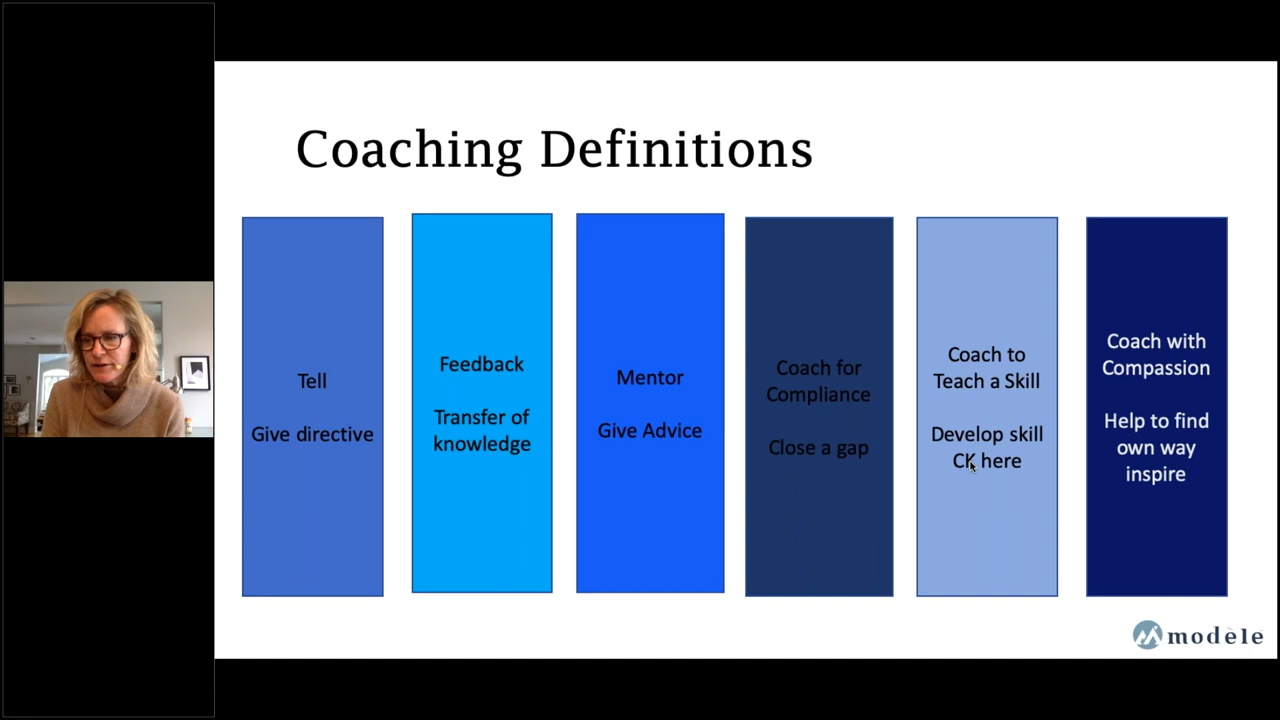 Coaching Definitions
Tell
Give directive
Feedback
Transfer of
knowledge
Mentor
Give Advice
Coach for
Compliance
Close a gap
Coach to
Teach a Skill
Develop skill
CK here
Coach with
Compassion
Help to find
own way
inspire
modèle